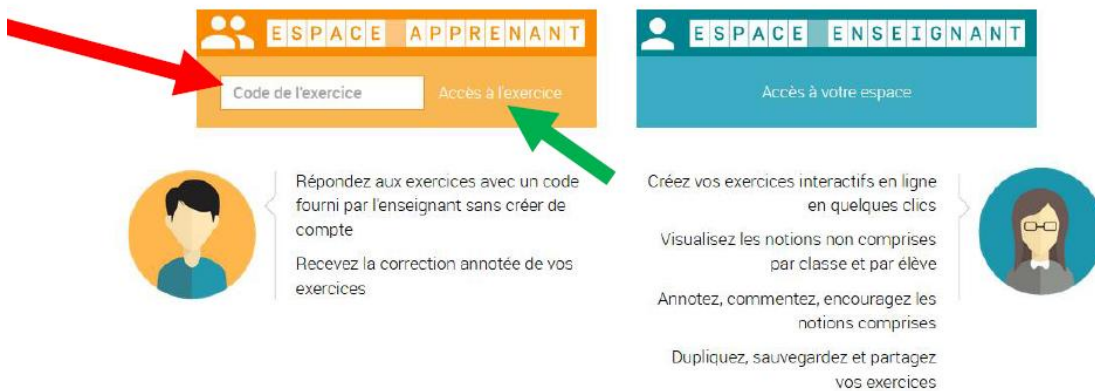 ESPACE APPRENANT
Code de l'exercice
Accès à l'exercice
Répondez aux exercices avec un code
fourni par l'enseignant sans créer de
compte
Recevez la correction annotée de vos
exercices
ESPACE ENSEIGNANT
Accès à votre espace
Créez vos exercices interactifs en ligne
en quelques clics
Visualisez les notions non comprises
par classe et par élève
Annotez, commentez, encouragez les
notions comprises
Dupliquez, sauvegardez et partagez
vos exercices